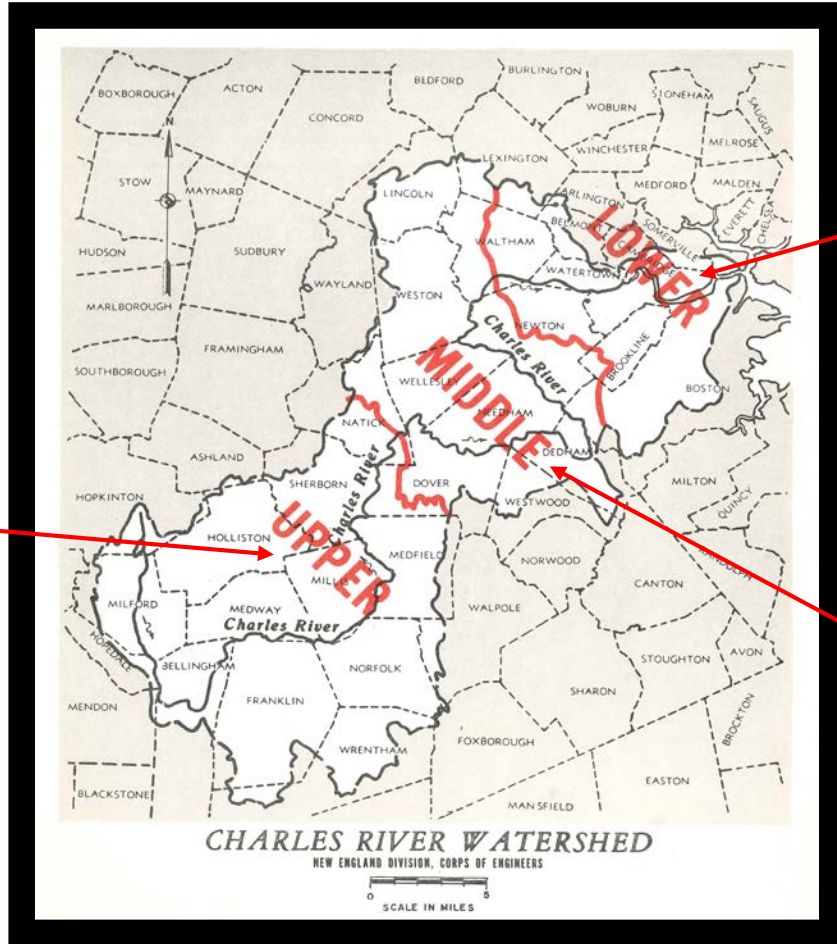 BURLINGTON
BEDFORD
ACTON
BOXBOROUGH
STONEHAM
SAUGUS
WOBURN
CONCORD
N
WINCHESTER
MELROSE
LEXINGTON
STOW
MAYNARD
LINCOLN
MEDFORD
MALDEN
ARLINGTON
EVERETT
CHELSEA
BELMONT
SOMERVILLE
LOWER
WALTHAM
CAMBRIDGE
HUDSON
SUDBURY
WATERTOWN
WAYLAND
WESTON
MARLBOROUGH
NEWTON
Charles River
FRAMINGHAM
BROOKLINE
SOUTHBOROUGH
WELLESLEY
MIDDLE
BOSTON
NEEDHAM
NATICK
ASHLAND
DEDHAM
SHERBORN
DOVER
MILTON
HOPKINTON
Charles River
WESTWOOD
QUINCY
HOLLISTON
UPPER
MEDFIELD
NORWOOD
RANDOLPH
MILLIS
CANTON
MILFORD
MEDWAY
WALPOLE
Charles River
HOPEDALE
BELLINGHAM
NORFOLK
STOUGHTON
AVON
FRANKLIN
SHARON
MENDON
BROCKTON
WRENTHAM
FOXBOROUGH
EASTON
BLACKSTONE
MANSFIELD
CHARLES RIVER WATERSHED
NEW ENGLAND DIVISION, CORPS OF ENGINEERS
0 5
SCALE IN MILES